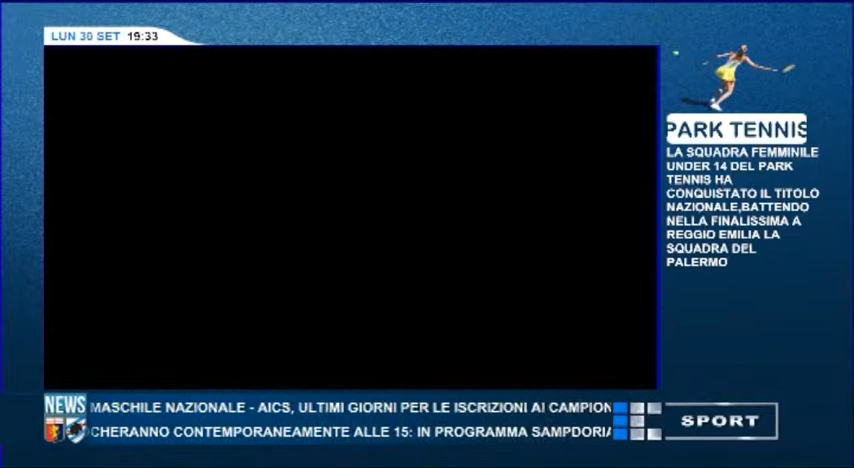 LUN 30 SET 19:33
PARK TENNIS
LA SQUADRA FEMMINILE
UNDER 14 DEL PARK
TENNIS HA
CONQUISTATO IL TITOLO
NAZIONALE,BATTENDO
NELLA FINALISSIMA A
REGGIO EMILIA LA
SQUADRA DEL
PALERMO
NEWS MASCHILE NAZIONALE - AICS, ULTIMI GIORNI PER LE ISCRIZIONI AI CAMPION
CHERANNO CONTEMPORANEAMENTE ALLE 15: IN PROGRAMMA SAMPDORIA
SPORT